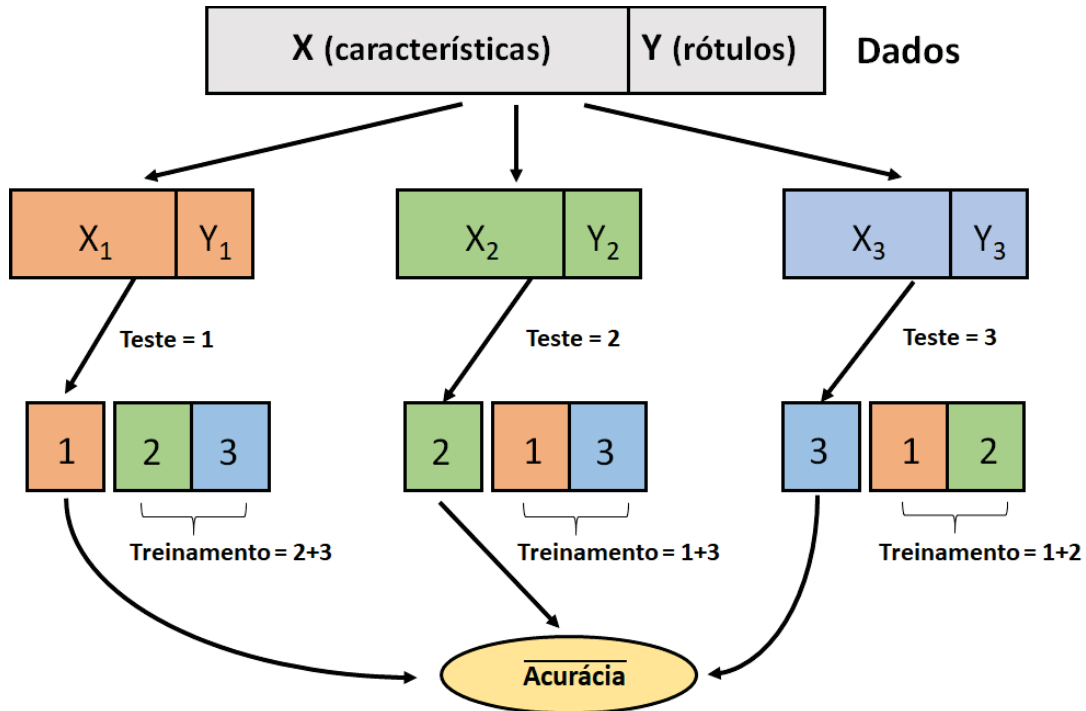 X (característísticas) Y (rótulos) Dados
X₁ Y₁ X₂ Y₂ X₃ Y₃
Teste = 1 Teste = 2 Teste = 3
1 2 3 2 1 3 3 1 2
Treinamento = 2+3 Treinamento = 1+3 Treinamento = 1+2
Acurácia